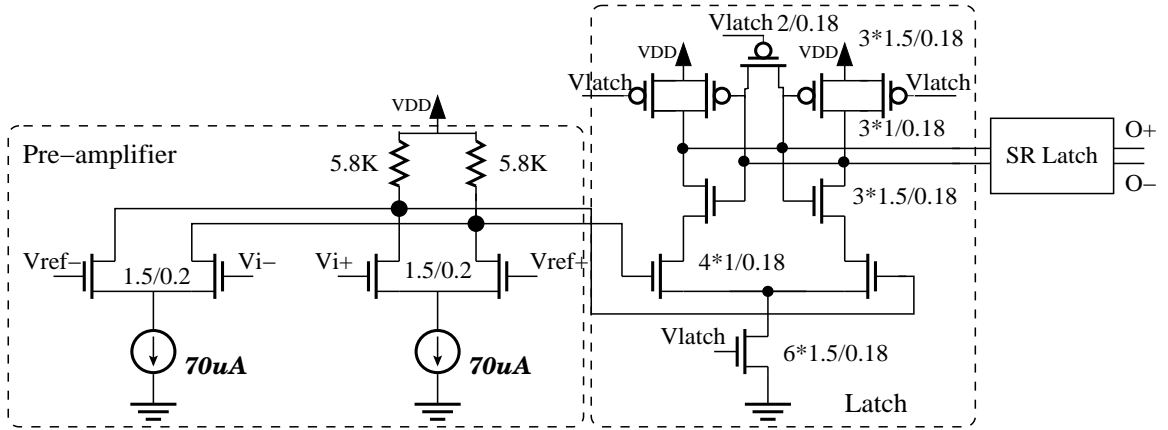 Vlatch 2/0.18
3*1.5/0.18
VDD
VDD
Vlatch
Vlatch
VDD
3*1/0.18
O+
Pre−amplifier
5.8K
5.8K
SR Latch
O−
3*1.5/0.18
Vref−
Vi−
Vi+
Vref+
1.5/0.2
1.5/0.2
4*1/0.18
Vlatch
70uA
70uA
6*1.5/0.18
Latch